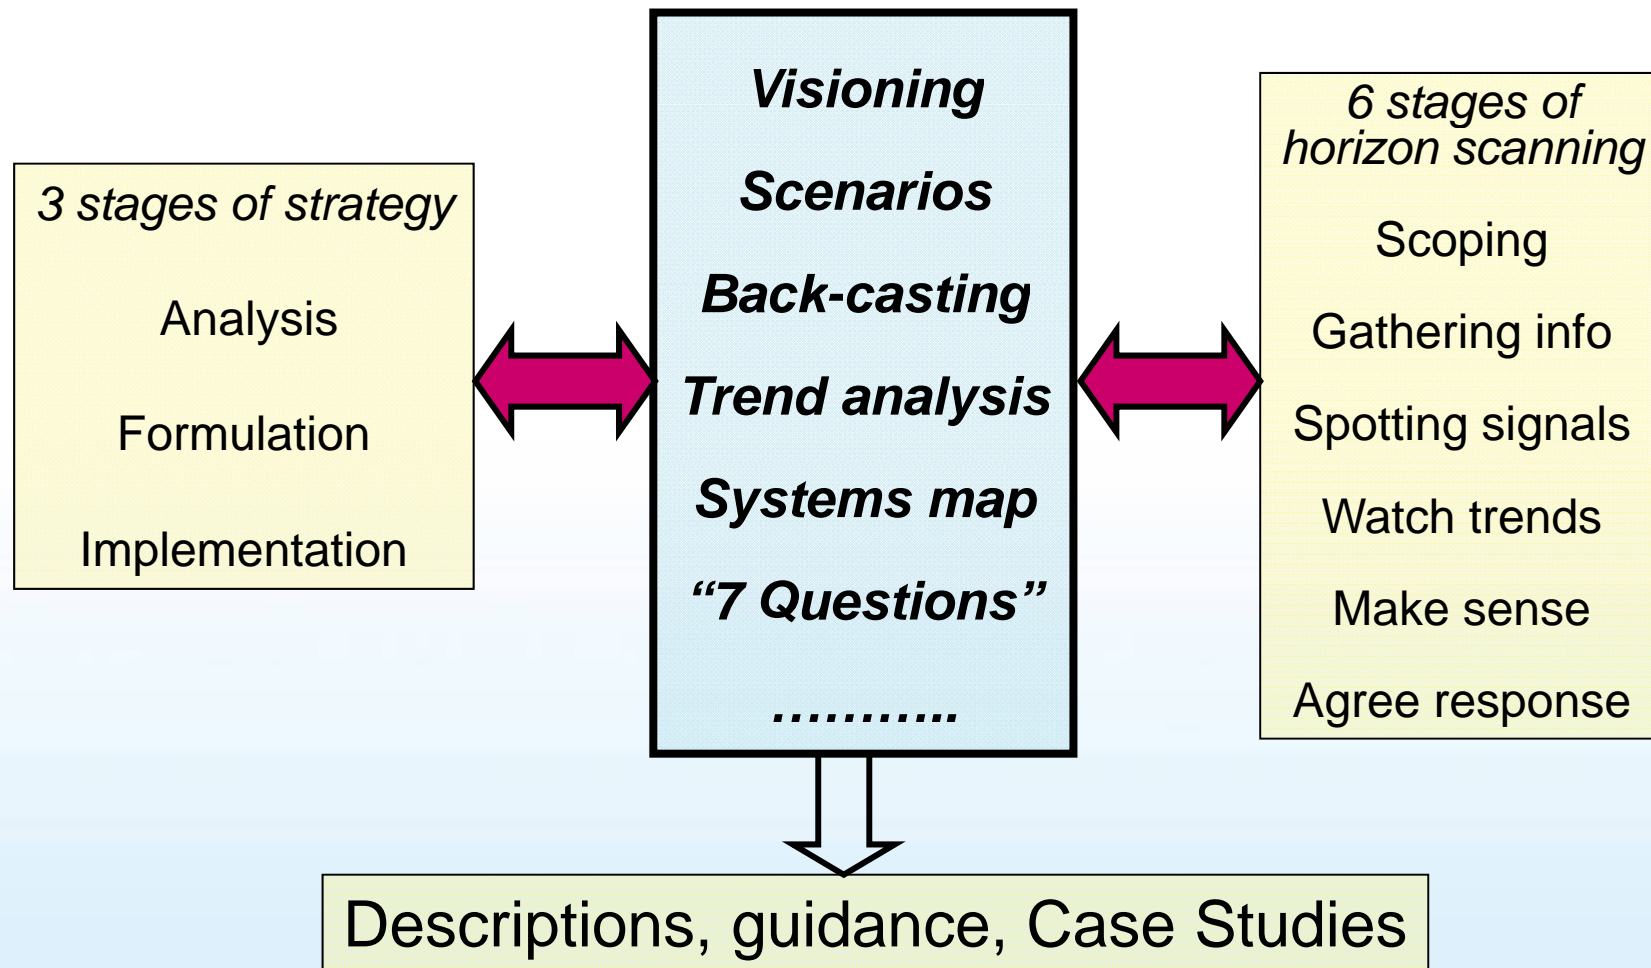 3 stages of strategy
Analysis
Formulation
Implementation
Visioning
Scenarios
Back-casting
Trend analysis
Systems map
“7 Questions”
………...
6 stages of
horizon scanning
Scoping
Gathering info
Spotting signals
Watch trends
Make sense
Agree response
Descriptions, guidance, Case Studies